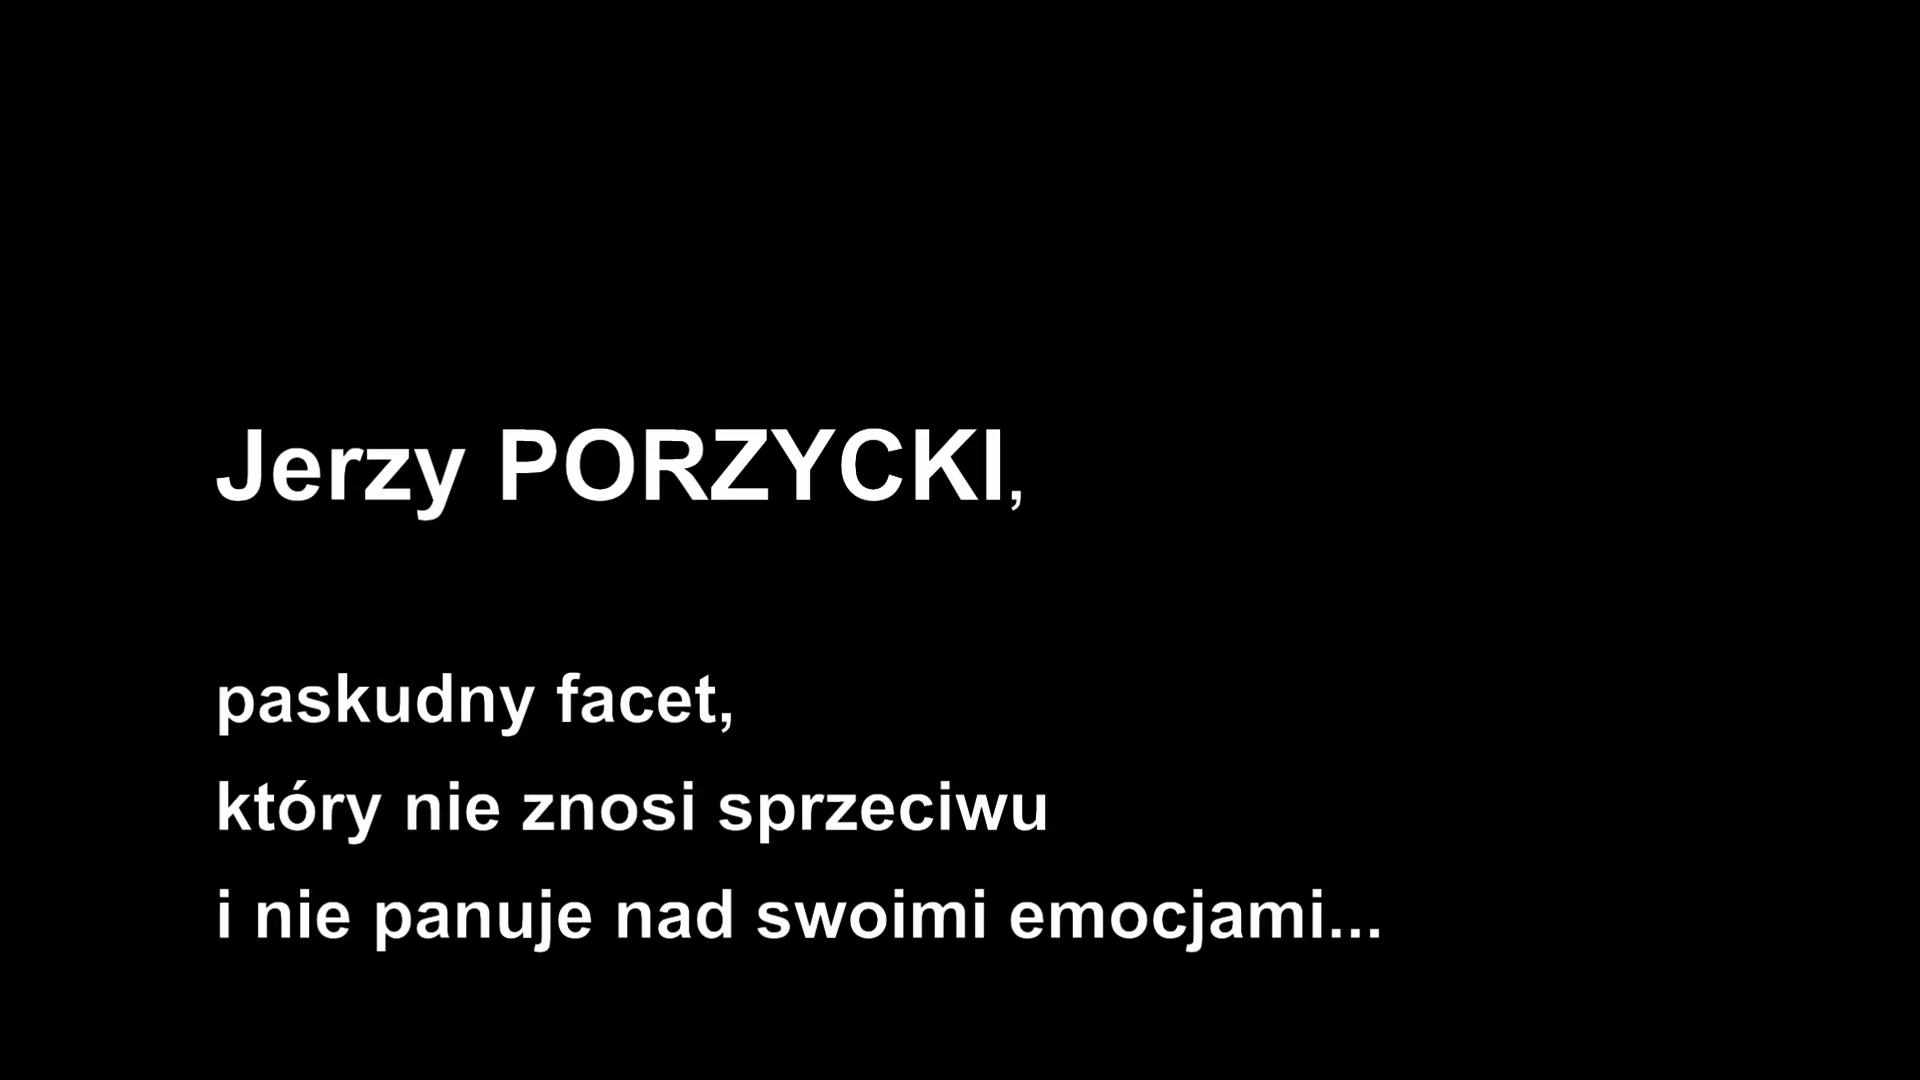 Jerzy PORZYCKI,
paskudny facet,
który nie znosi sprzeciwu
i nie panuje nad swoimi emocjami...